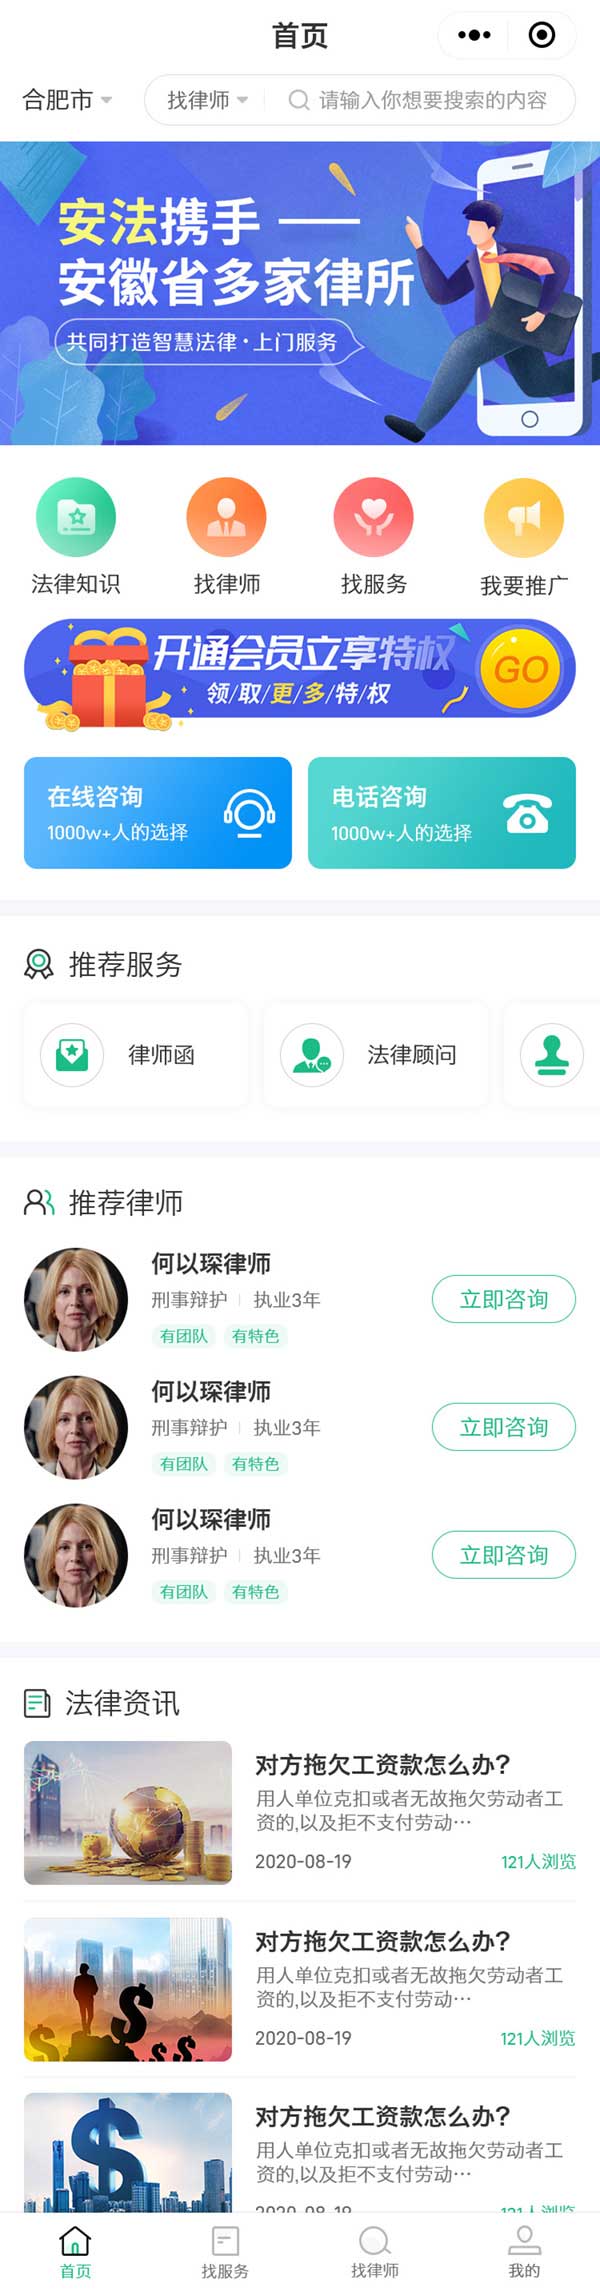 首页
合肥市
找律师
请输入你想要搜索的内容
安法携手 ——
安徽省多家律所
共同打造智慧法律·上门服务
法律知识
找律师
找服务
我要推广
开通会员立享特权
领/取/更/多/特/权
GO
在线咨询
1000w+人的选择
电话咨询
1000w+人的选择
推荐服务
律师函
法律顾问
推荐律师
何以琛律师
刑事辩护 | 执业3年
有团队 有特色
立即咨询
何以琛律师
刑事辩护 | 执业3年
有团队 有特色
立即咨询
何以琛律师
刑事辩护 | 执业3年
有团队 有特色
立即咨询
法律资讯
对方拖欠工资款怎么办?
用人单位克扣或者无故拖欠劳动者工
资的,以及拒不支付劳动…
2020-08-19
121人浏览
对方拖欠工资款怎么办?
用人单位克扣或者无故拖欠劳动者工
资的,以及拒不支付劳动…
2020-08-19
121人浏览
对方拖欠工资款怎么办?
用人单位克扣或者无故拖欠劳动者工
资的,以及拒不支付劳动…
2020-08-19
121人浏览
首页
找服务
找律师
我的